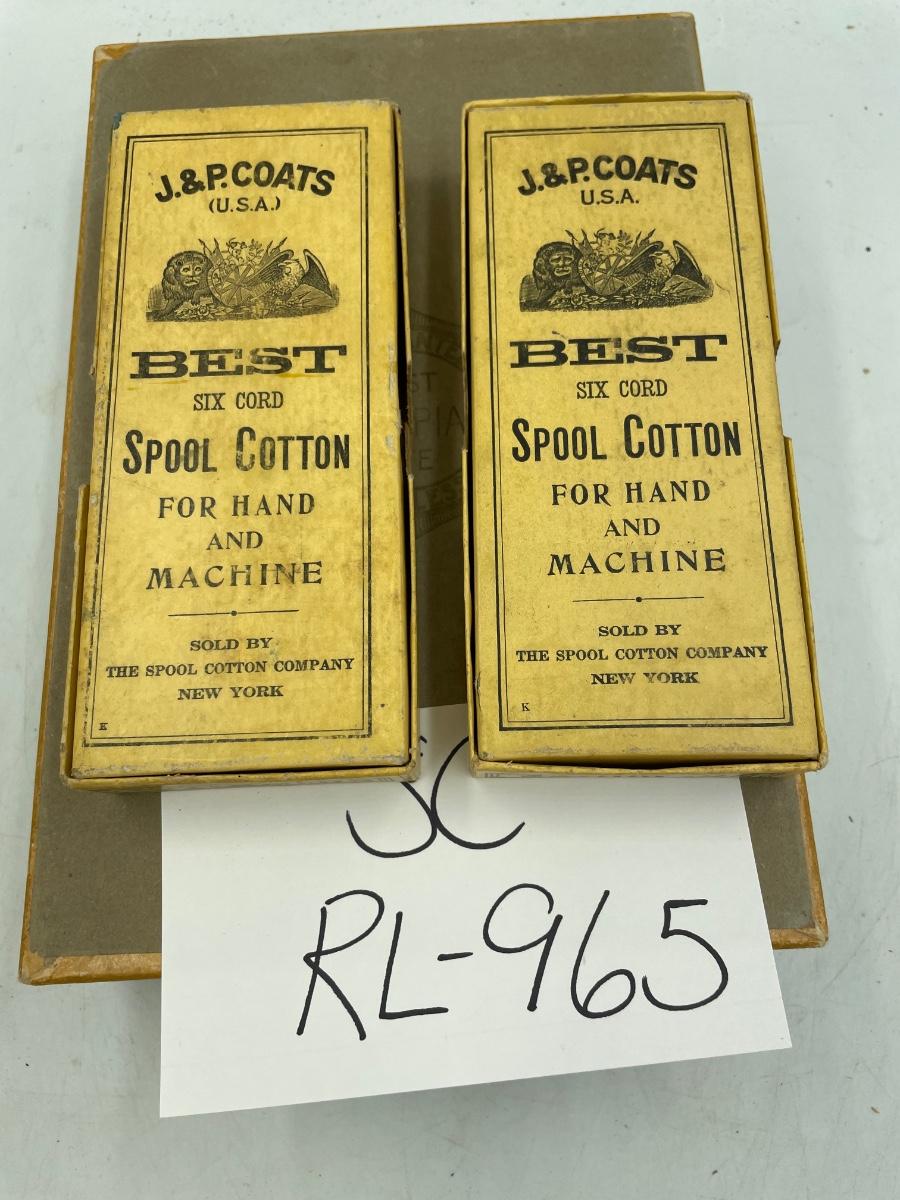 J.&P.COATS
(U.S.A.)
BEST
SIX CORD
SPOOL COTTON
FOR HAND
AND
MACHINE
SOLD BY
THE SPOOL COTTON COMPANY
NEW YORK
K
J.&P.COATS
U.S.A.
BEST
SIX CORD
SPOOL COTTON
FOR HAND
AND
MACHINE
SOLD BY
THE SPOOL COTTON COMPANY
NEW YORK
K
RL-965